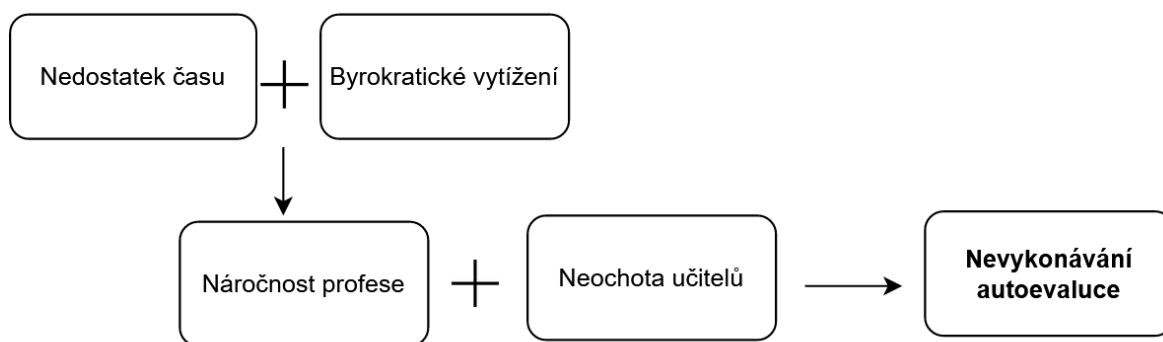 Nedostatek času
Byrokratické vytížení
Náročnost profese
Neochota učitelů
Nevykonávání
autoevaluce